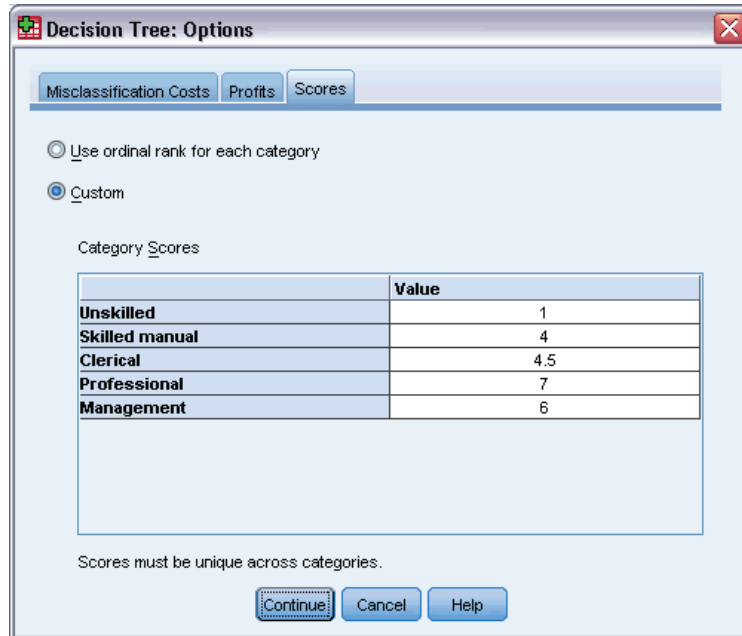 Decision Tree: Options
Misclassification Costs Profits Scores
Use ordinal rank for each category
Custom
Category Scores
Value
Unskilled 1
Skilled manual 4
Clerical 4.5
Professional 7
Management 6
Scores must be unique across categories.
Continue Cancel Help